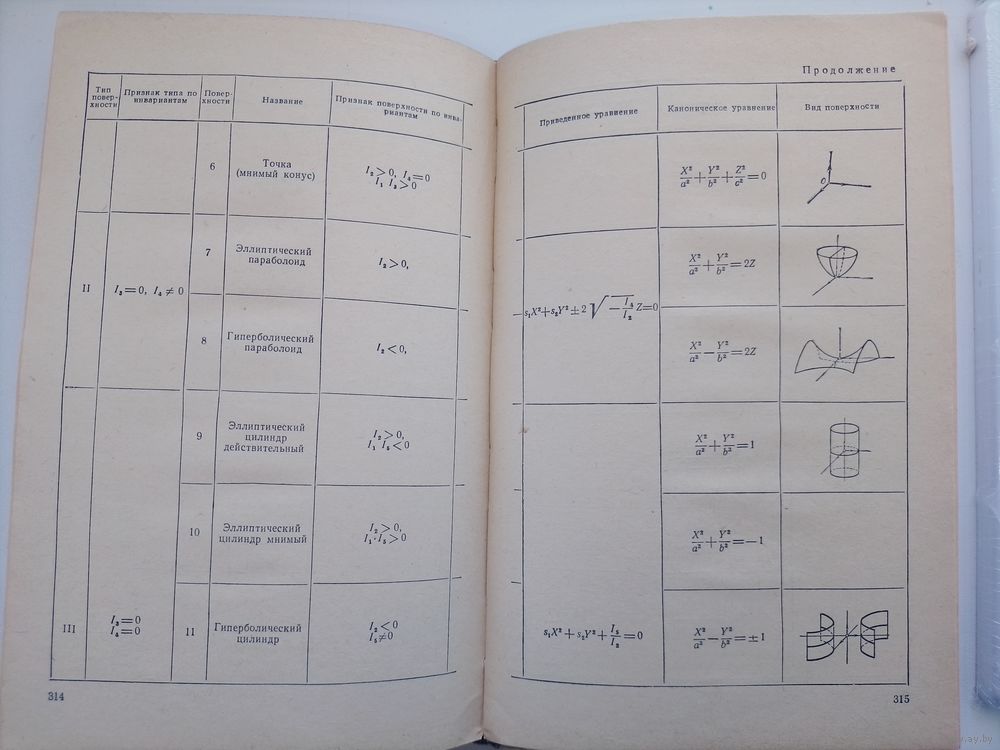 Продолжение
Тип поверхности | Признак типа по инвариантам | Поверхности | Название | Признак поверхности по инвариантам | Приведенное уравнение | Каноническое уравнение | Вид поверхности
6 | Точка (мнимый конус) | I₂>0, I₄=0 I₁ I₃>0 | X²/a²+Y²/b²+Z²/c²=0
II | I₃=0, I₄≠0 | 7 | Эллиптический параболоид | I₂>0, | s₁X²+s₂Y²±2√(−I₄/I₂)Z=0 | X²/a²+Y²/b²=2Z
8 | Гиперболический параболоид | I₂<0, | X²/a²−Y²/b²=2Z
9 | Эллиптический цилиндр действительный | I₂>0, I₁ I₅<0 | X²/a²+Y²/b²=1
10 | Эллиптический цилиндр мнимый | I₂>0, I₁·I₅>0 | X²/a²+Y²/b²=−1
III | I₃=0 I₄=0 | 11 | Гиперболический цилиндр | I₂<0 I₅≠0 | s₁X²+s₂Y²+I₅/I₂=0 | X²/a²−Y²/b²=±1
314
315